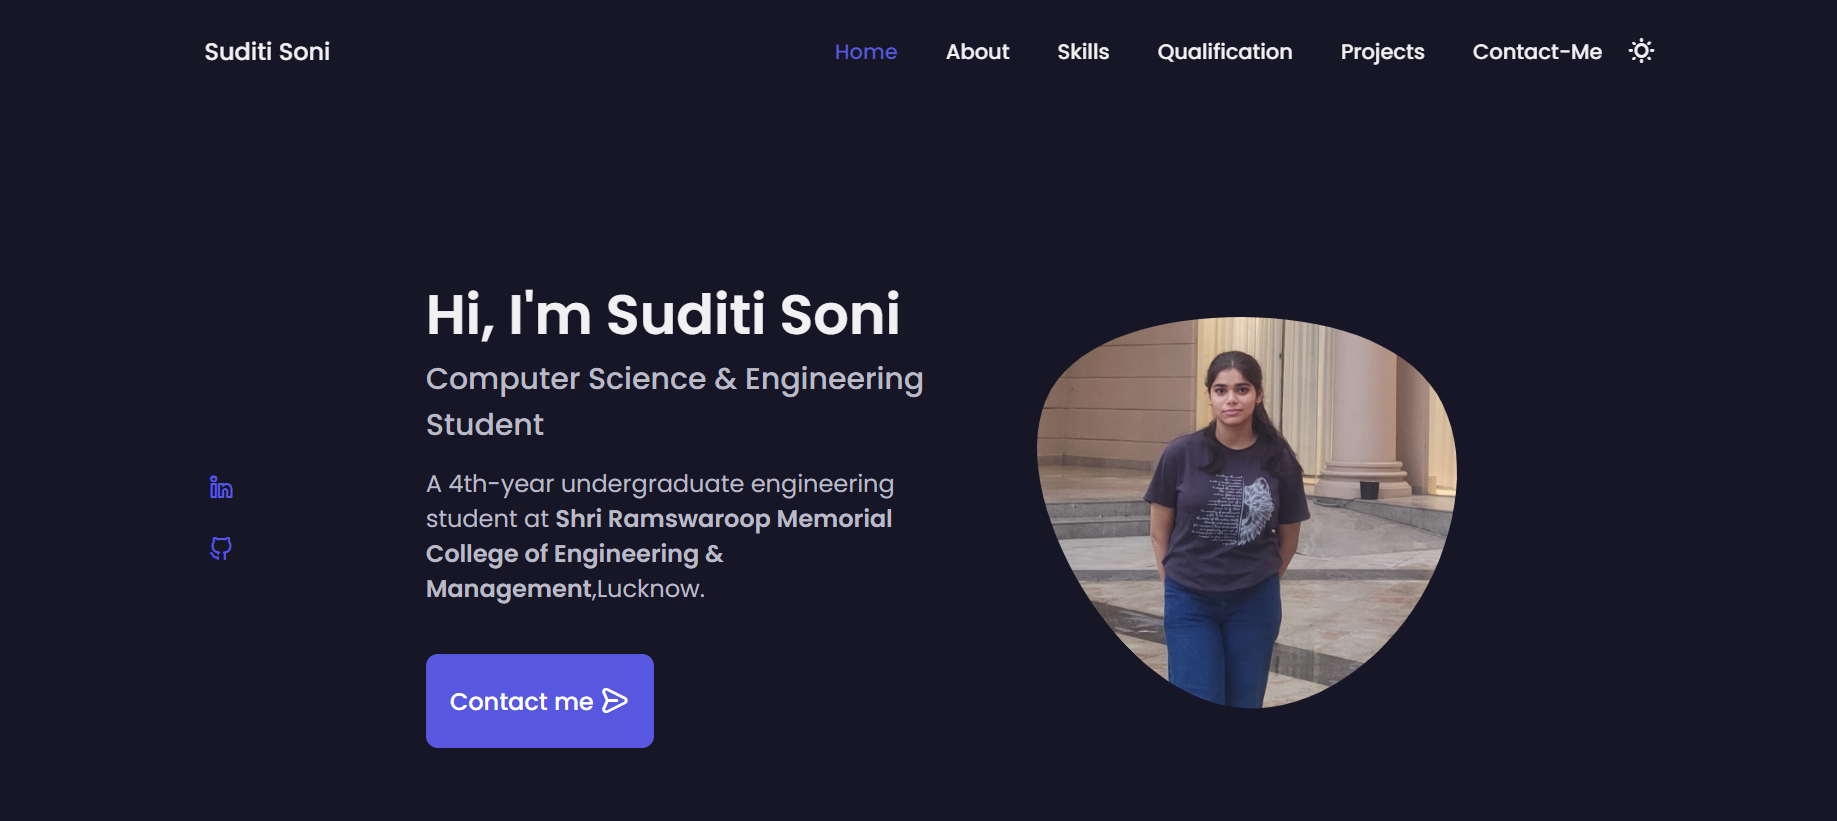 Suditi Soni
Home About Skills Qualification Projects Contact-Me
Hi, I'm Suditi Soni
Computer Science & Engineering
Student
A 4th-year undergraduate engineering
student at Shri Ramswaroop Memorial
College of Engineering &
Management,Lucknow.
Contact me